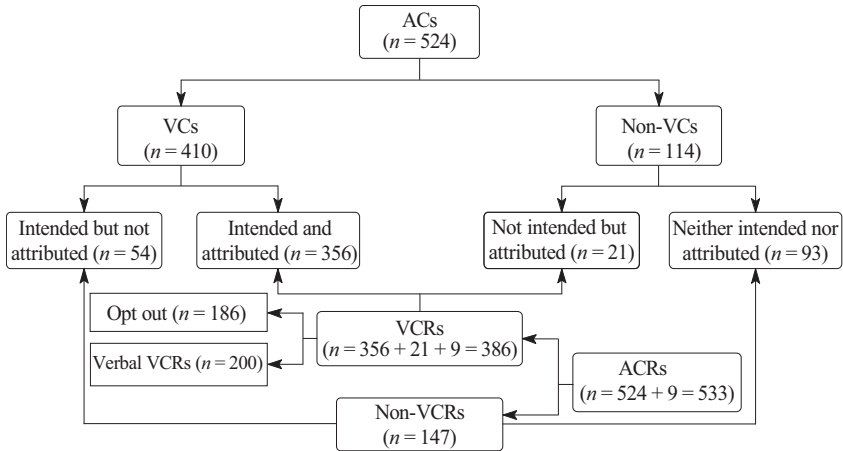 ACs
(n = 524)
VCs
(n = 410)
Non-VCs
(n = 114)
Intended but not
attributed (n = 54)
Intended and
attributed (n = 356)
Not intended but
attributed (n = 21)
Neither intended nor
attributed (n = 93)
Opt out (n = 186)
Verbal VCRs (n = 200)
VCRs
(n = 356 + 21 + 9 = 386)
ACRs
(n = 524 + 9 = 533)
Non-VCRs
(n = 147)